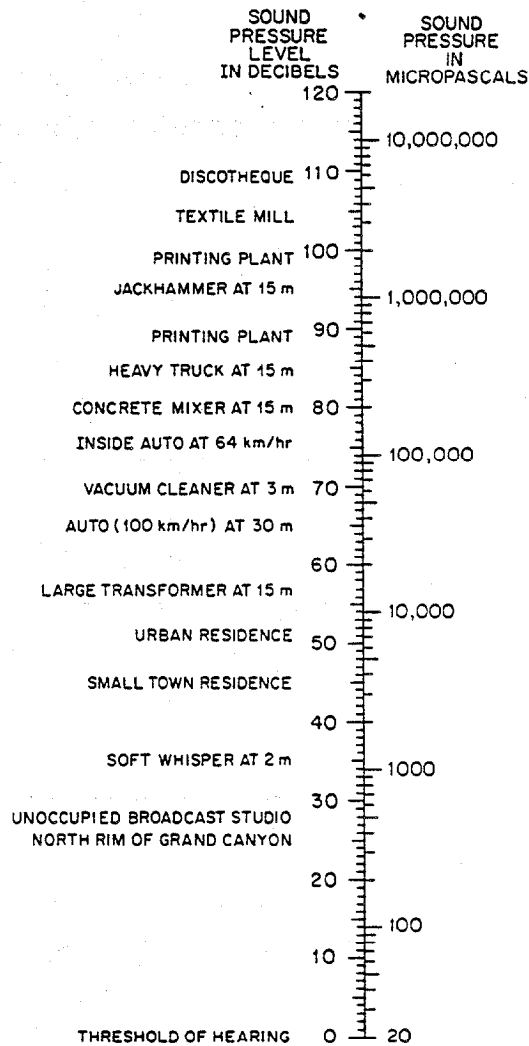 SOUND PRESSURE LEVEL IN DECIBELS
SOUND PRESSURE IN MICROPASCALS
120
10,000,000
DISCOTHEQUE 110
TEXTILE MILL
PRINTING PLANT 100
JACKHAMMER AT 15 m
1,000,000
90
PRINTING PLANT
HEAVY TRUCK AT 15 m
CONCRETE MIXER AT 15 m 80
INSIDE AUTO AT 64 km/hr
100,000
VACUUM CLEANER AT 3 m 70
AUTO (100 km/hr) AT 30 m
60
LARGE TRANSFORMER AT 15 m
10,000
URBAN RESIDENCE
50
SMALL TOWN RESIDENCE
40
SOFT WHISPER AT 2 m
1000
30
UNOCCUPIED BROADCAST STUDIO
NORTH RIM OF GRAND CANYON
20
100
10
THRESHOLD OF HEARING 0 20